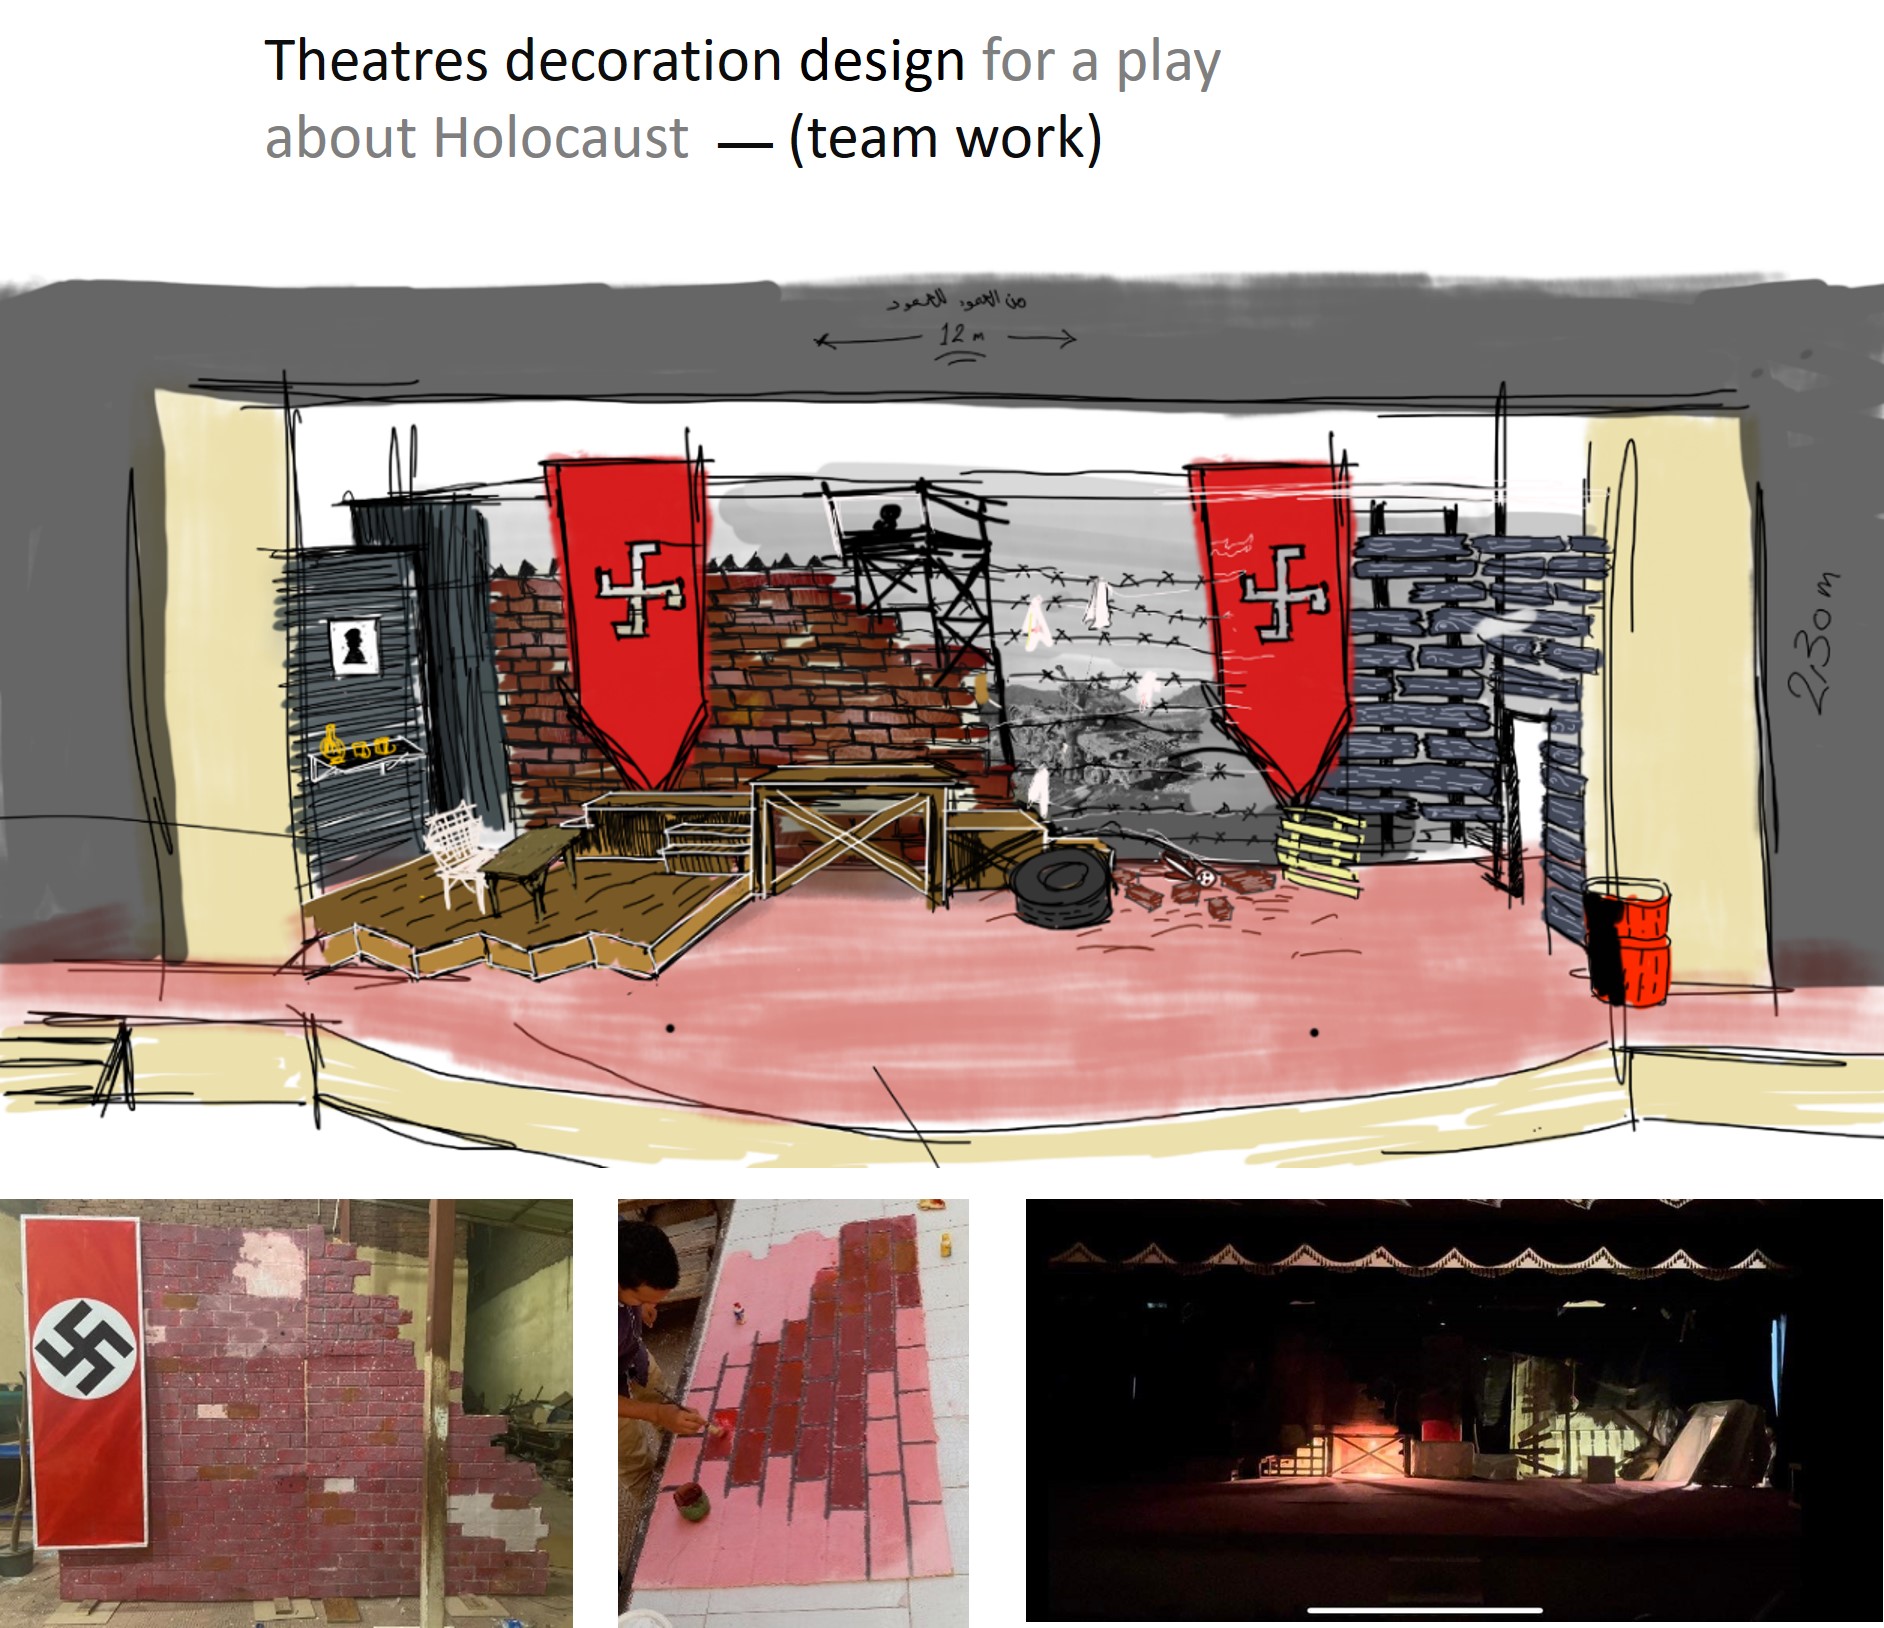 Theatres decoration design for a play
about Holocaust — (team work)
من العمود للعمود
12 m
2,30 m